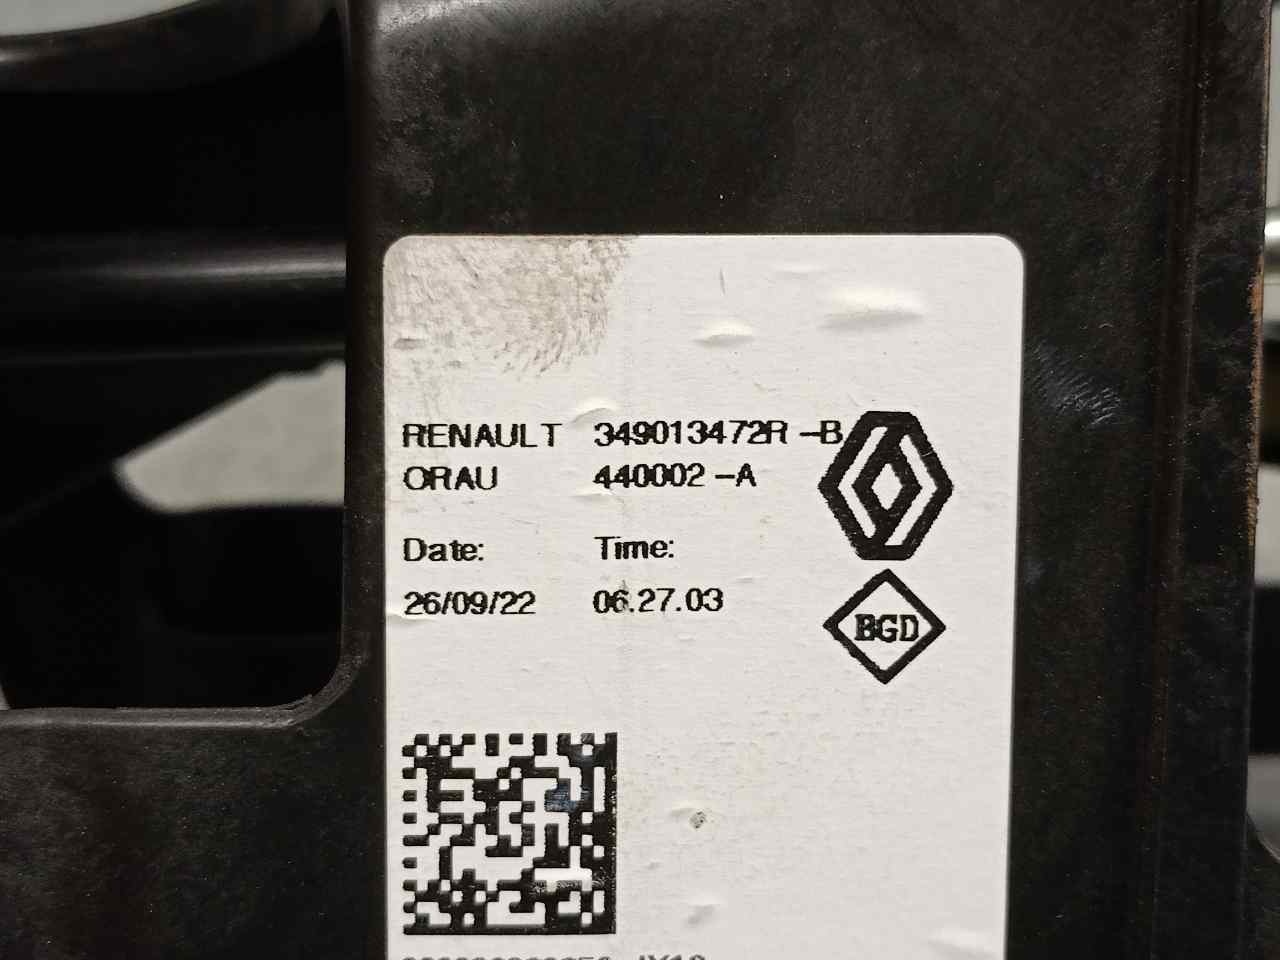 RENAULT 349013472R -B
ORAU 440002 -A
Date: Time:
26/09/22 06.27.03
BGD